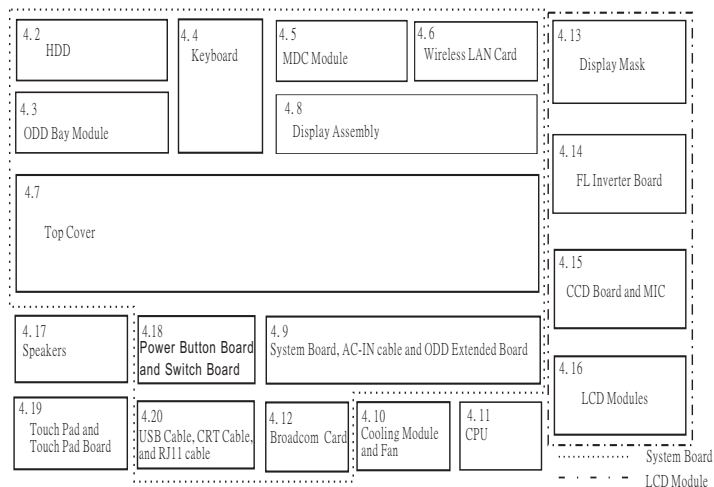 4.2
HDD
4.4
Keyboard
4.5
MDC Module
4.6
Wireless LAN Card
4.13
Display Mask
4.3
ODD Bay Module
4.8
Display Assembly
4.14
FL Inverter Board
4.7
Top Cover
4.15
CCD Board and MIC
4.17
Speakers
4.18
Power Button Board
and Switch Board
4.9
System Board, AC-IN cable and ODD Extended Board
4.16
LCD Modules
4.19
Touch Pad and
Touch Pad Board
4.20
USB Cable, CRT Cable,
and RJ11 cable
4.12
Broadcom Card
4.10
Cooling Module
and Fan
4.11
CPU
System Board
LCD Module